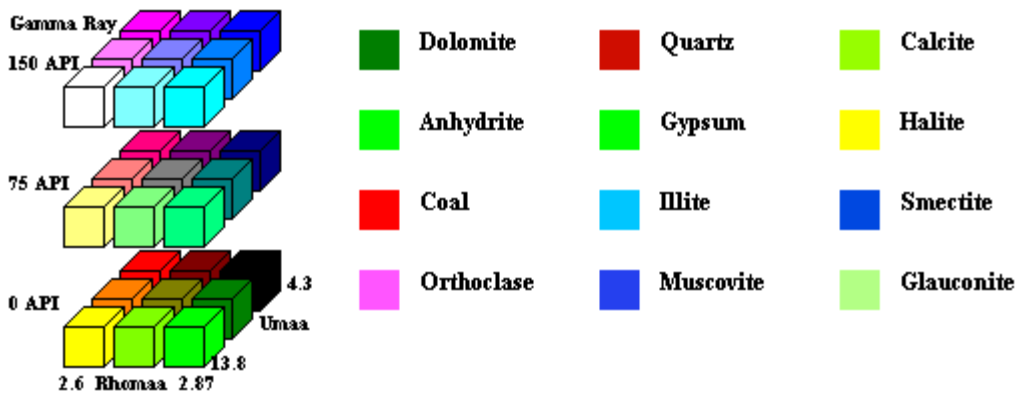 Gamma Ray
150 API
75 API
0 API
4.3
Umaa
13.8
2.6 Rhomaa 2.87
Dolomite
Quartz
Calcite
Anhydrite
Gypsum
Halite
Coal
Illite
Smectite
Orthoclase
Muscovite
Glauconite